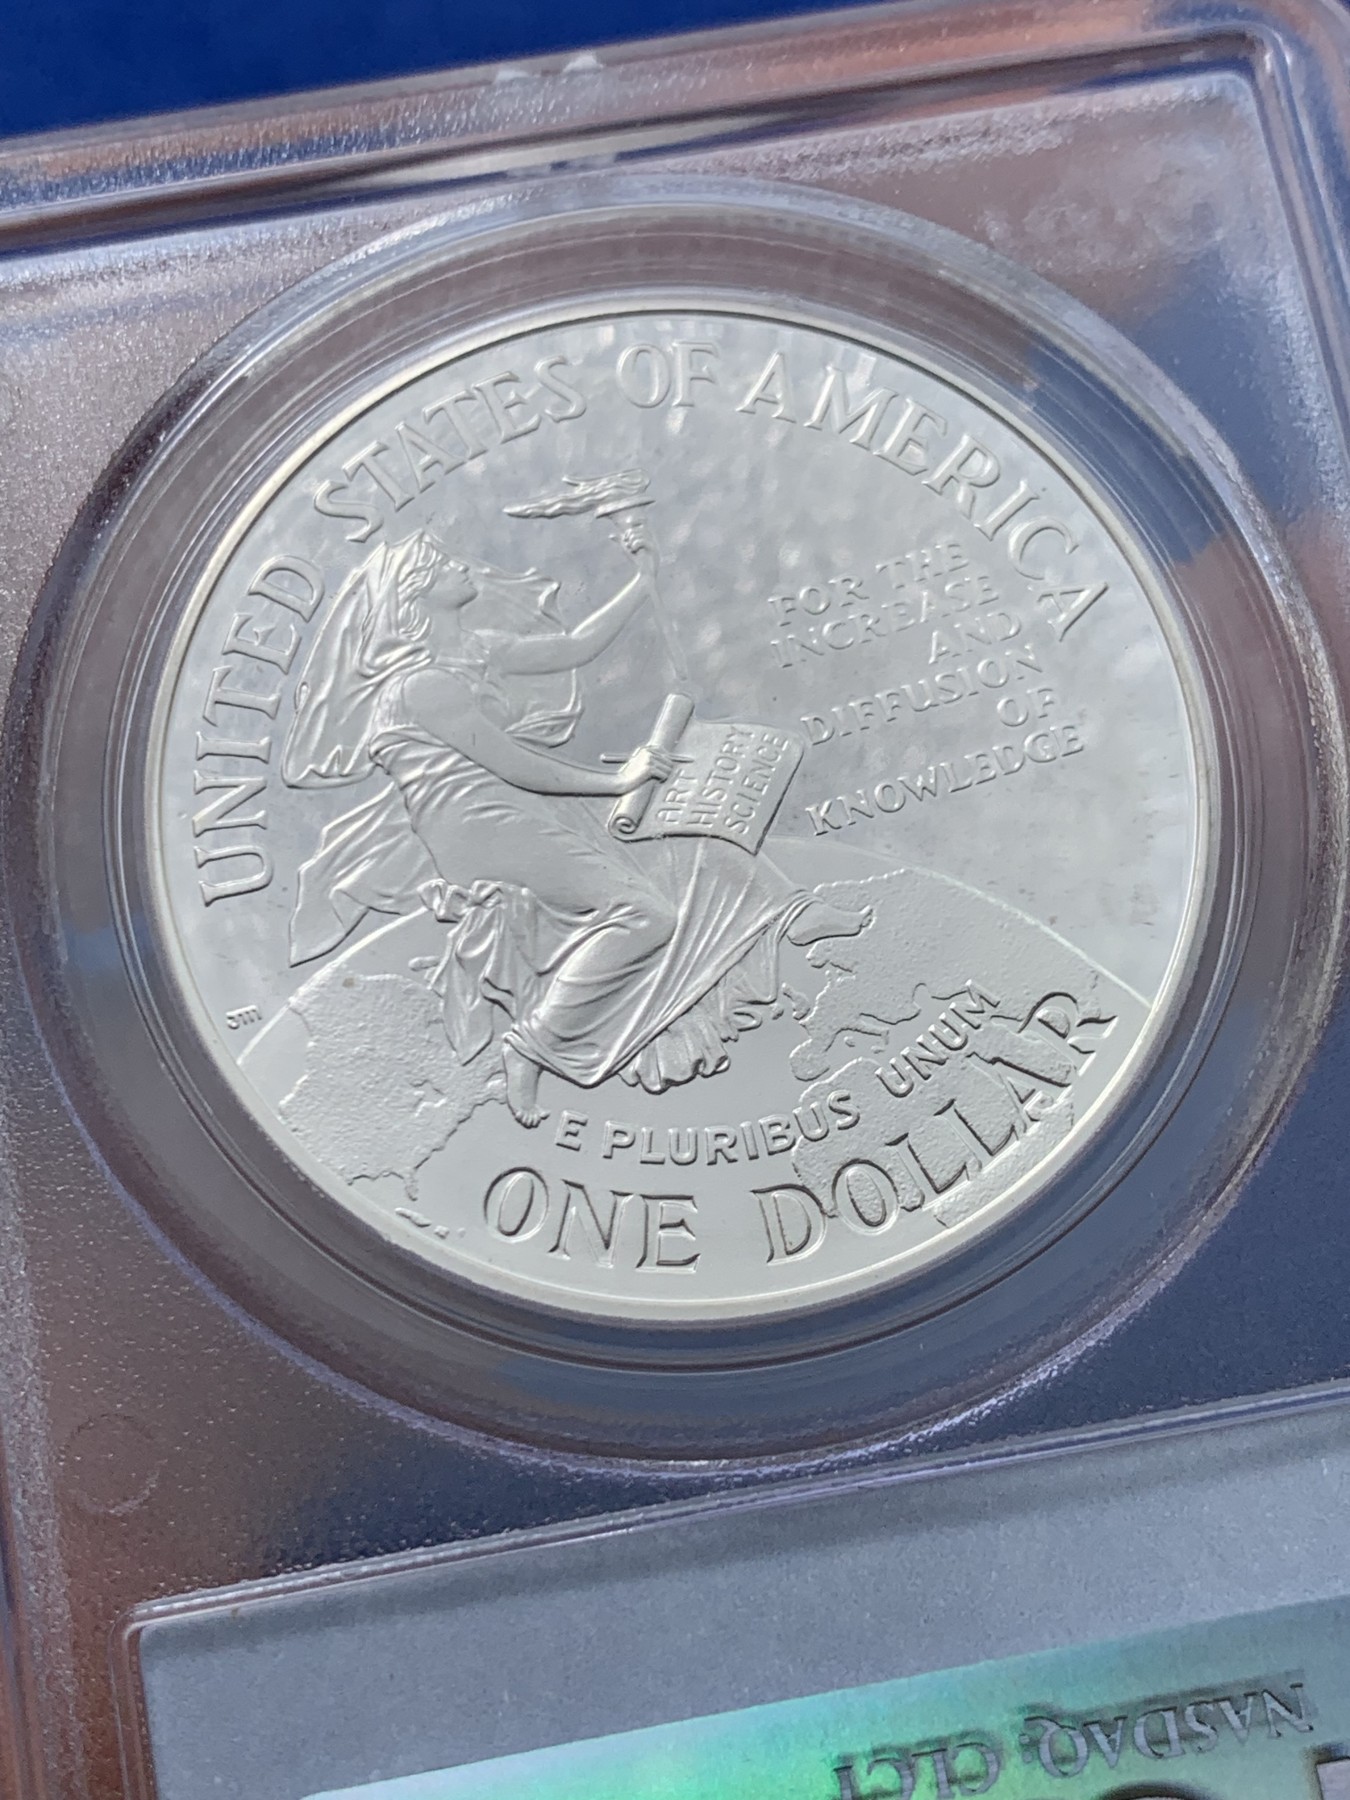 UNITED STATES OF AMERICA
FOR THE
INCREASE
AND
DIFFUSION
OF
KNOWLEDGE
ART
HISTORY
SCIENCE
E PLURIBUS UNUM
ONE DOLLAR
NASDAQ: CLCT